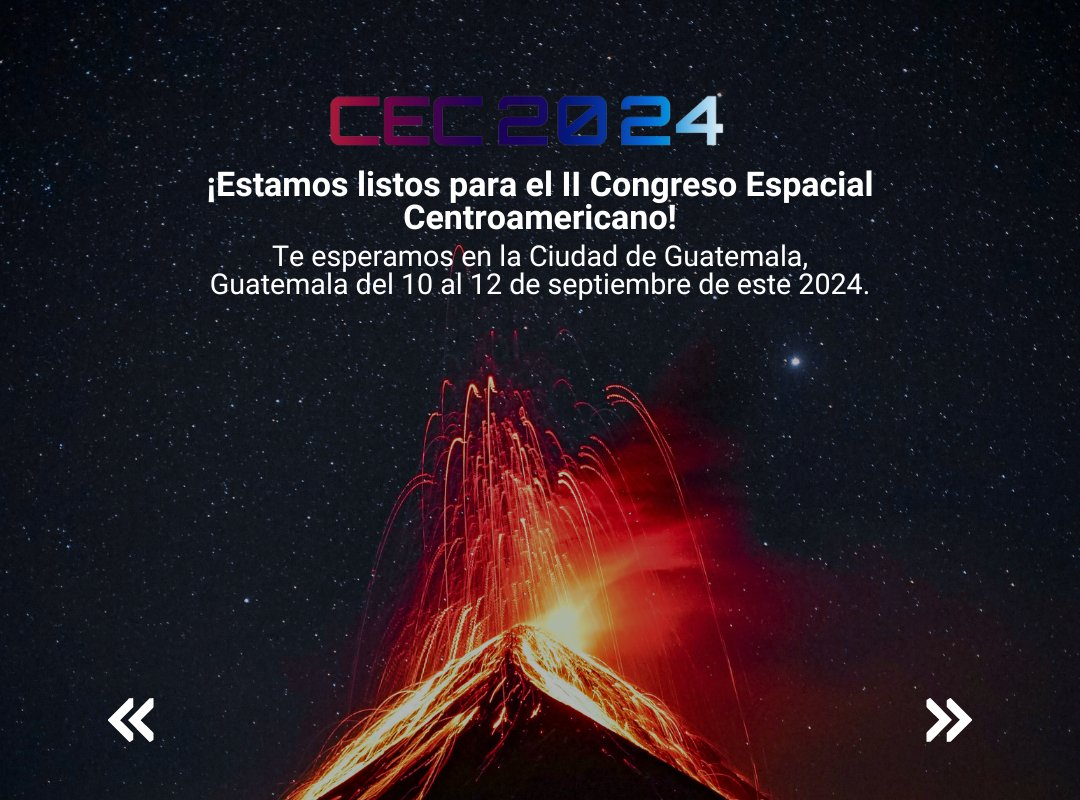 CEC 2024
¡Estamos listos para el II Congreso Espacial
Centroamericano!
Te esperamos en la Ciudad de Guatemala,
Guatemala del 10 al 12 de septiembre de este 2024.